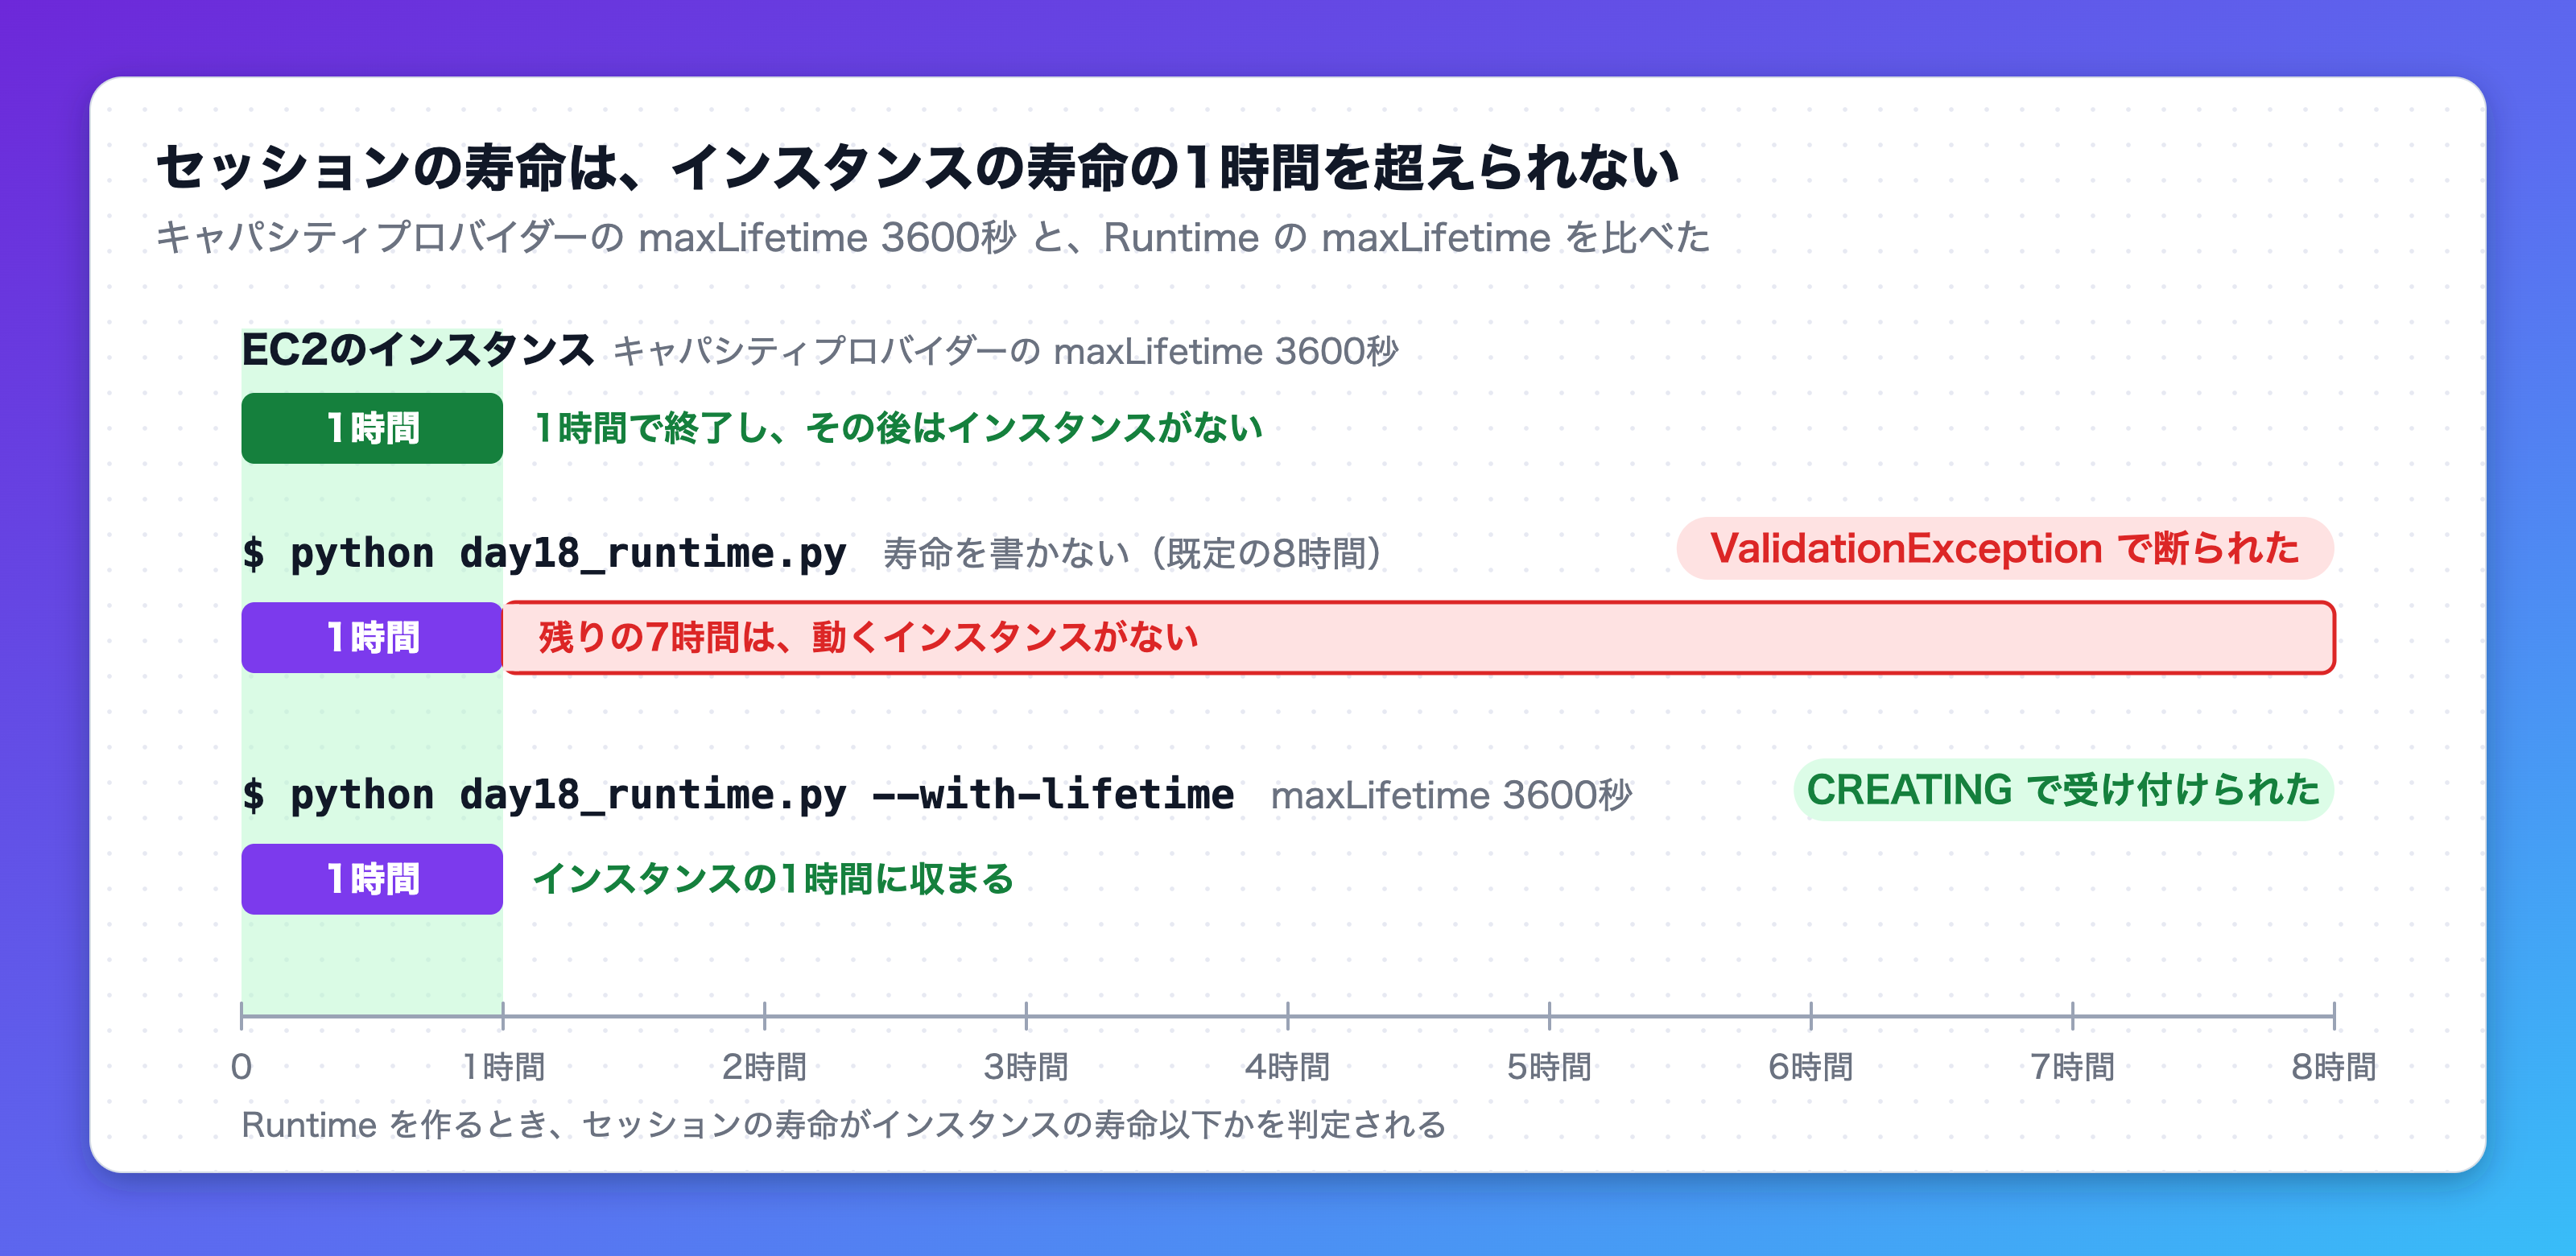 セッションの寿命は、インスタンスの寿命の1時間を超えられない
キャパシティプロバイダーの maxLifetime 3600秒 と、Runtime の maxLifetime を比べた
EC2のインスタンス キャパシティプロバイダーの maxLifetime 3600秒
1時間 1時間で終了し、その後はインスタンスがない
$ python day18_runtime.py 寿命を書かない（既定の8時間） ValidationException で断られた
1時間 残りの7時間は、動くインスタンスがない
$ python day18_runtime.py --with-lifetime maxLifetime 3600秒 CREATING で受け付けられた
1時間 インスタンスの1時間に収まる
0 1時間 2時間 3時間 4時間 5時間 6時間 7時間 8時間
Runtime を作るとき、セッションの寿命がインスタンスの寿命以下かを判定される